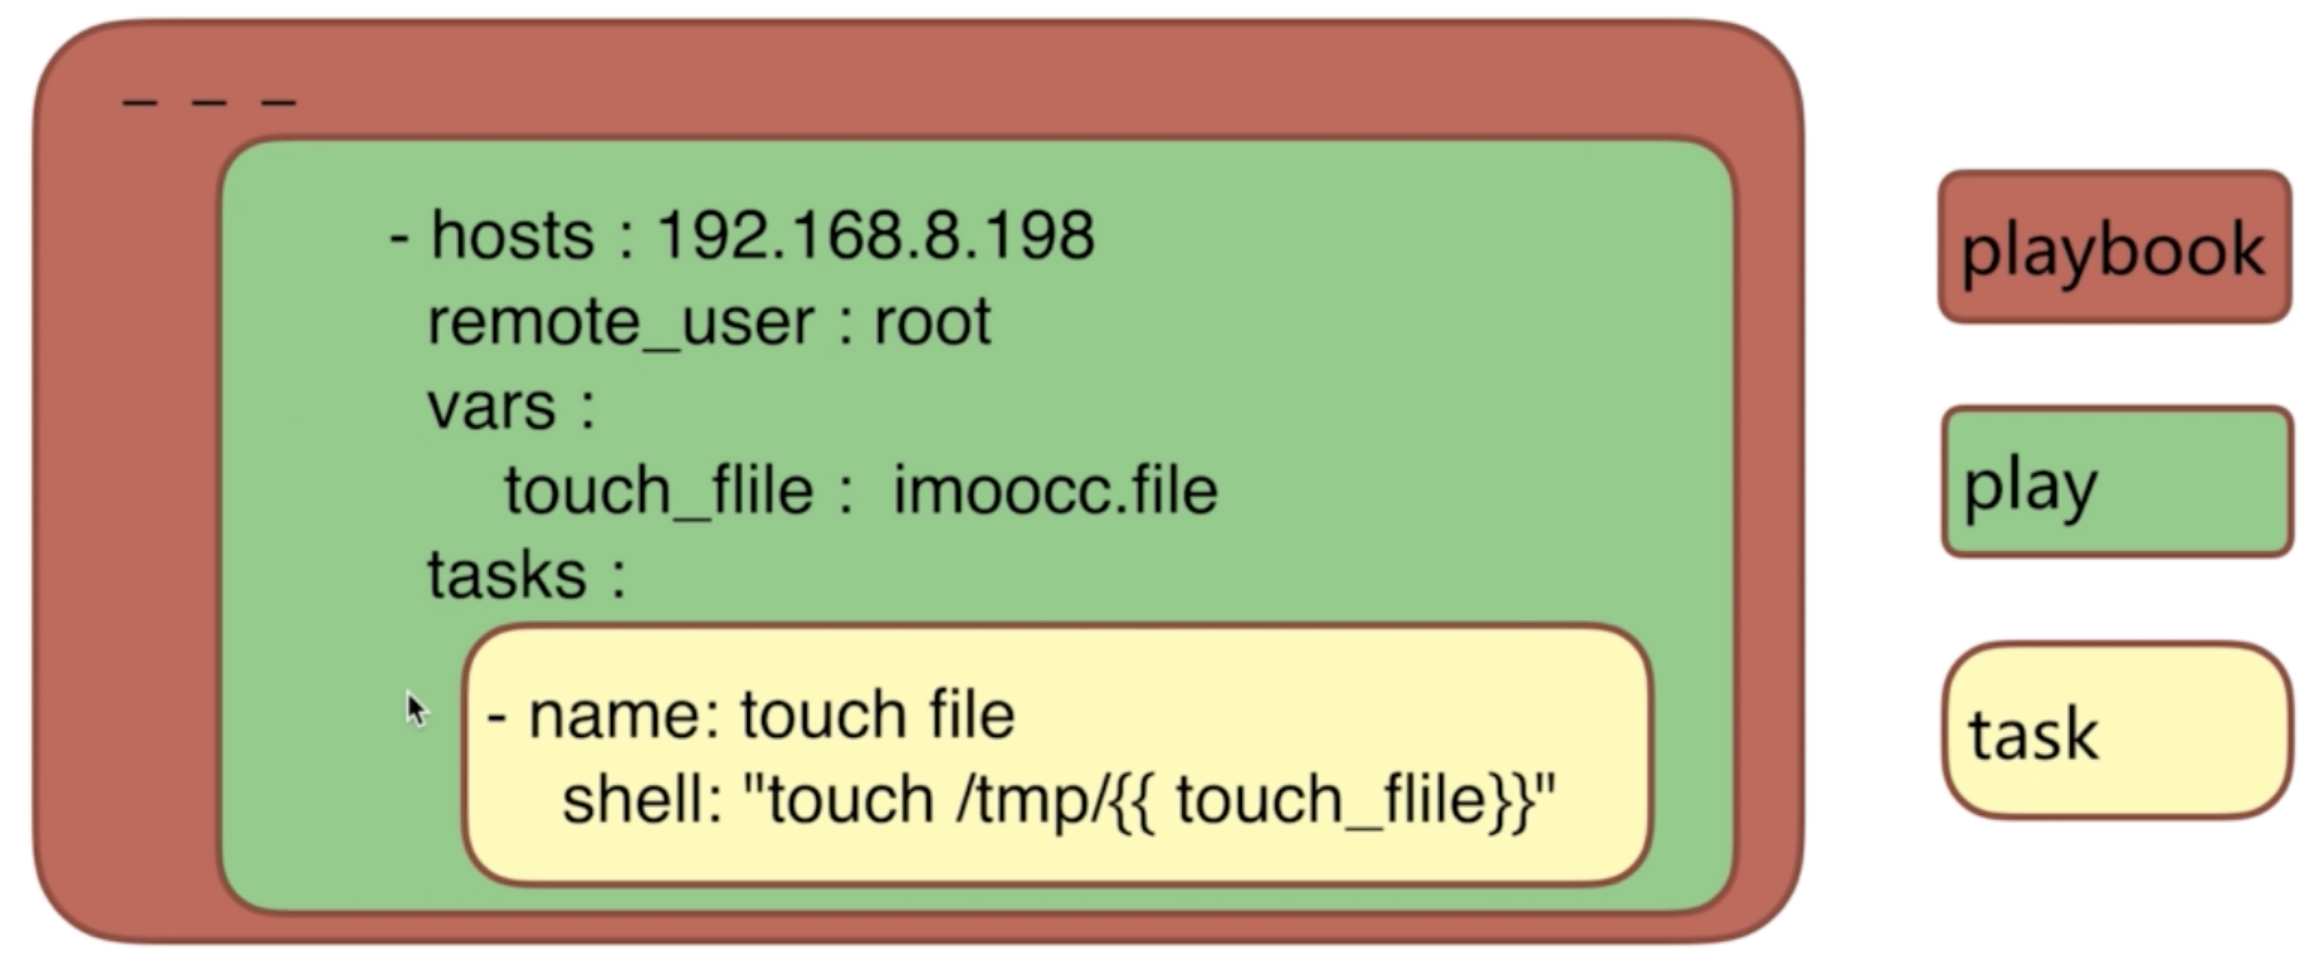 – – –
- hosts : 192.168.8.198
remote_user : root
vars :
touch_flile :  imoocc.file
tasks :
- name: touch file
shell: "touch /tmp/{{ touch_flile}}"
playbook
play
task